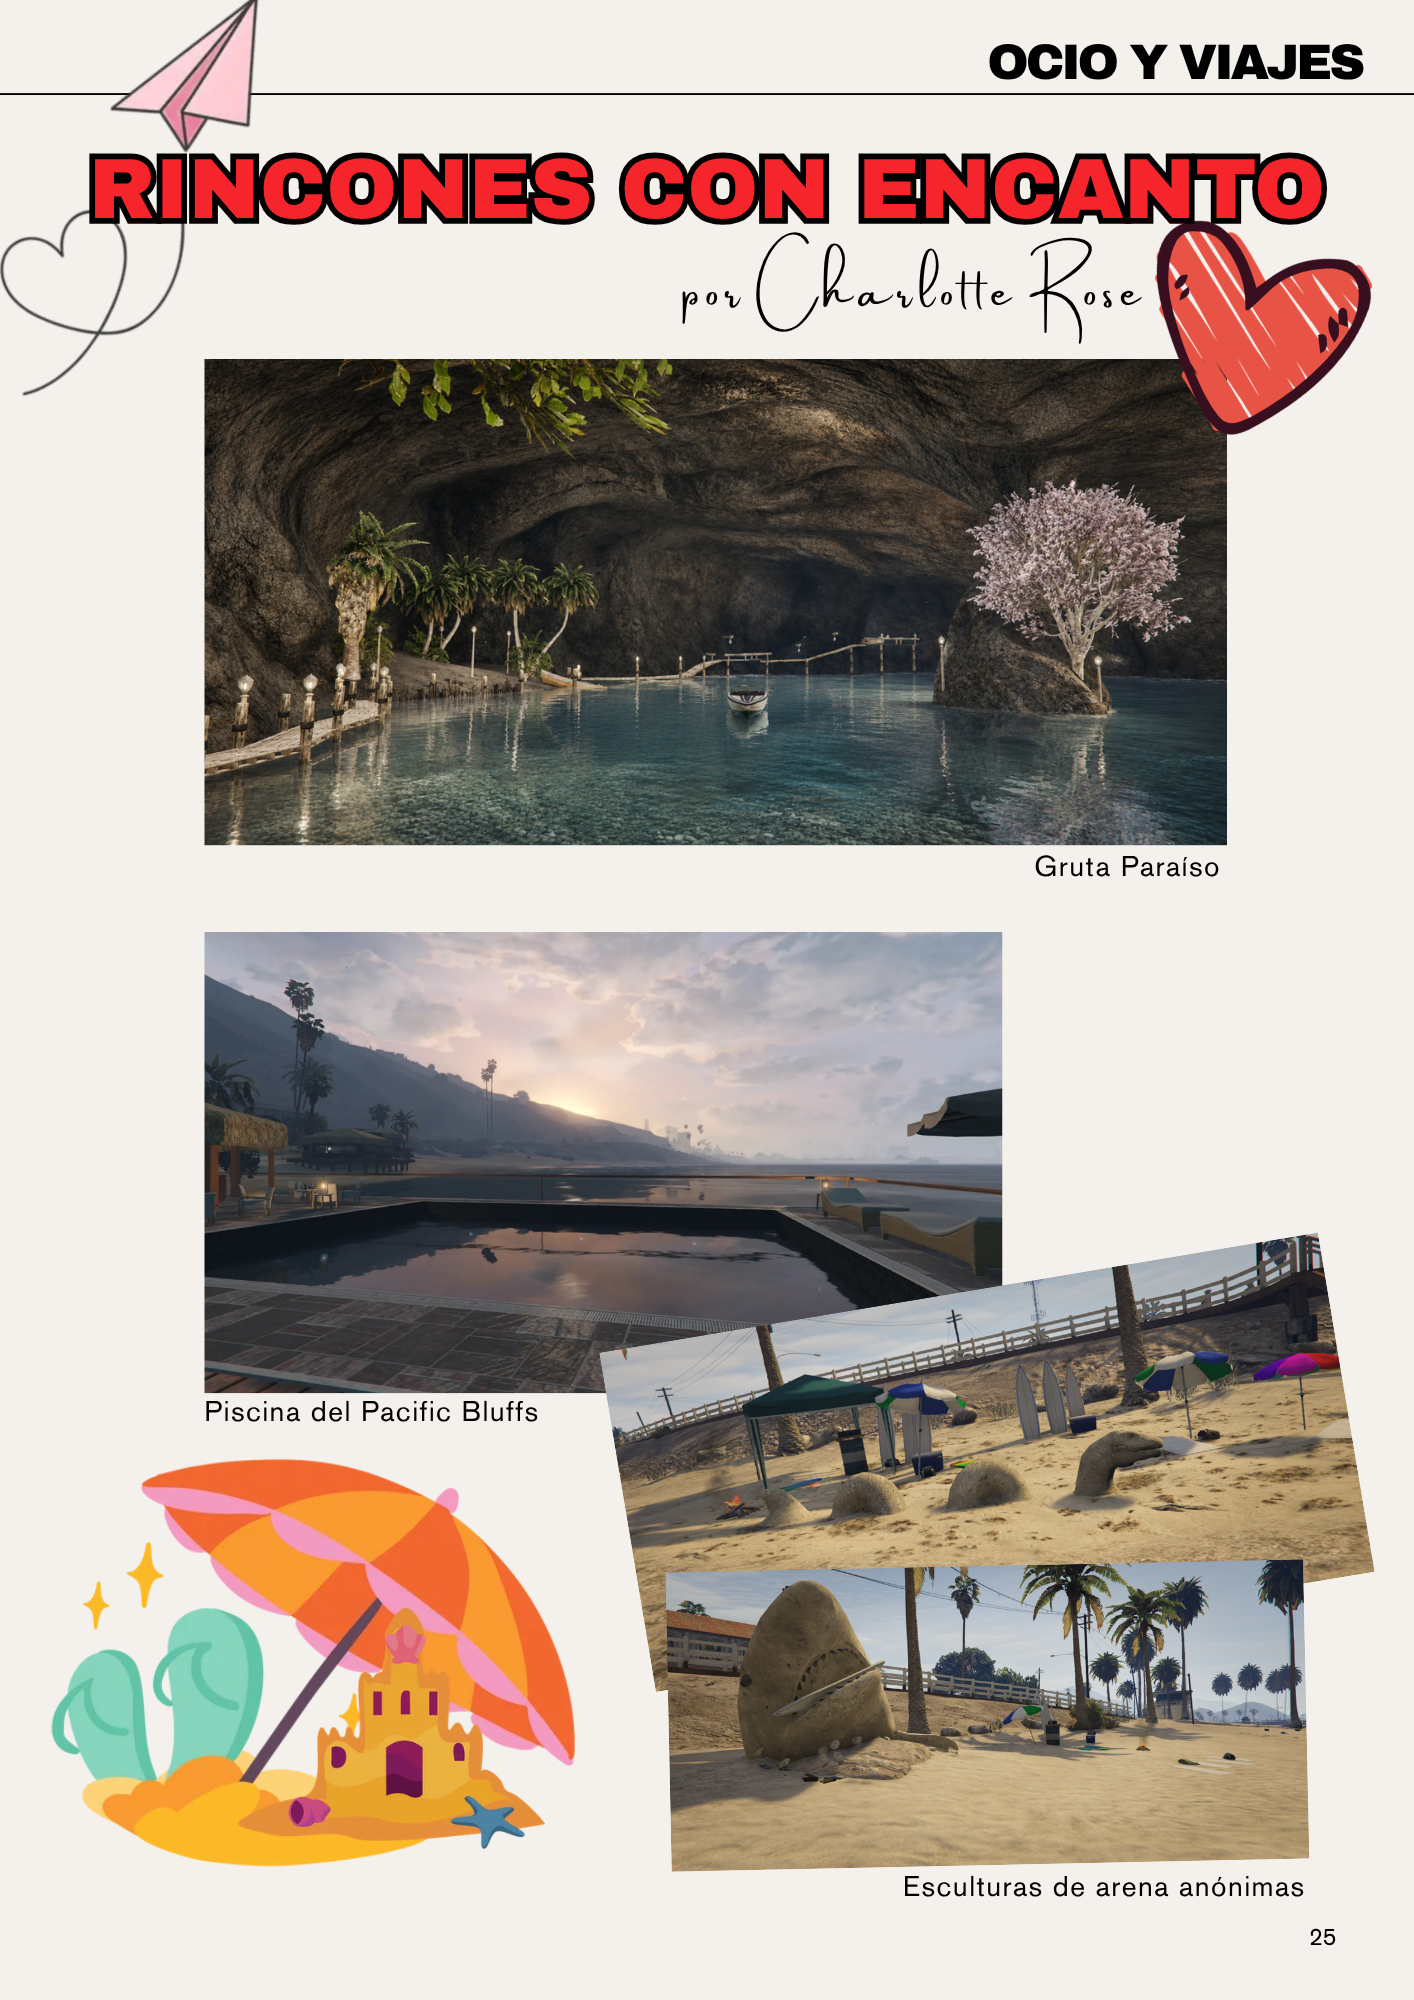 OCIO Y VIAJES
RINCONES CON ENCANTO
por Charlotte Rose
Gruta Paraíso
Piscina del Pacific Bluffs
Esculturas de arena anónimas
25